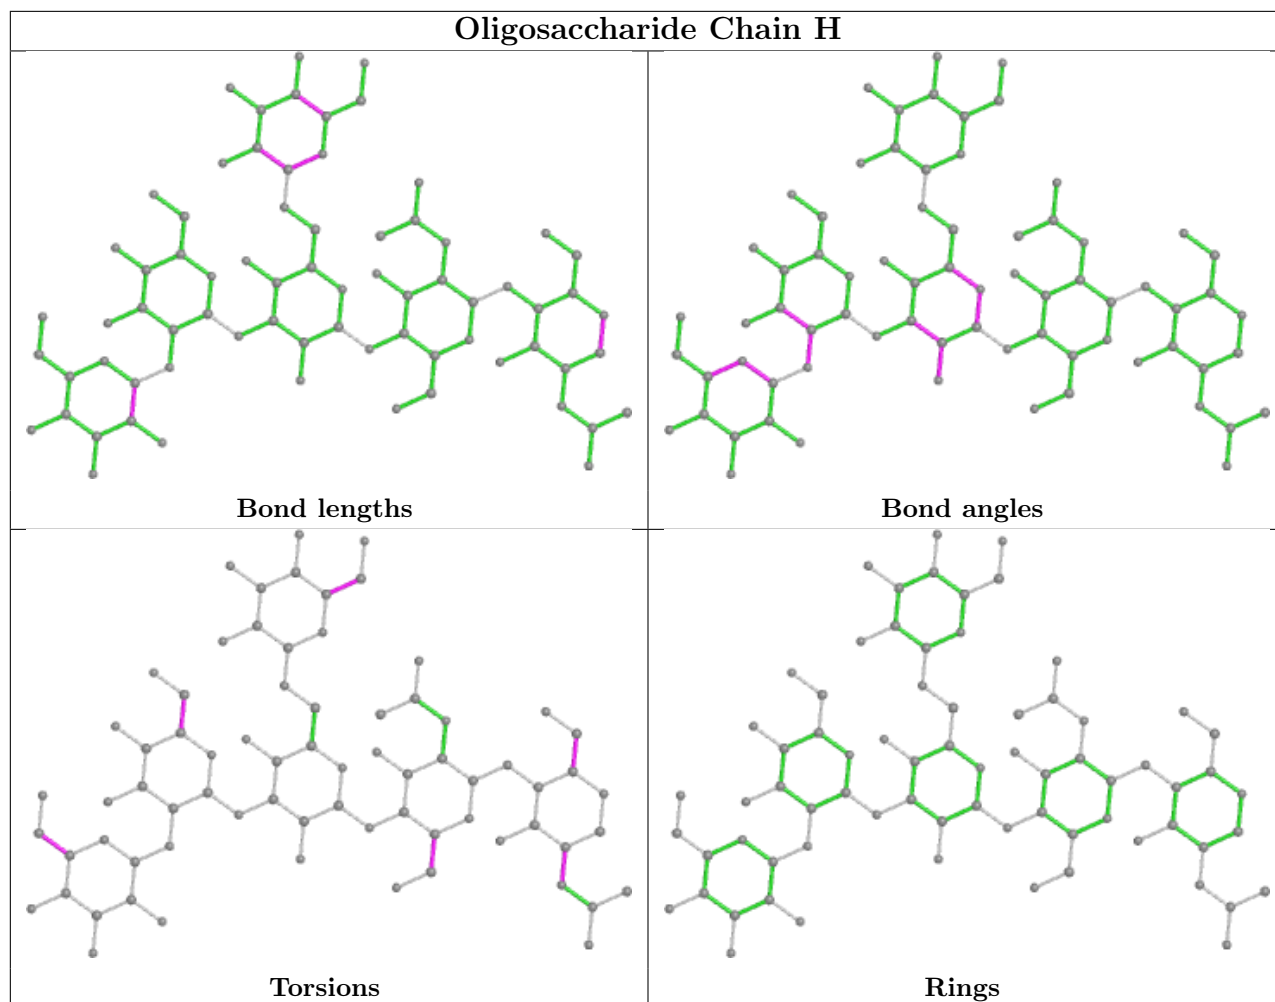 Oligosaccharide Chain H
Bond lengths
Bond angles
Torsions
Rings